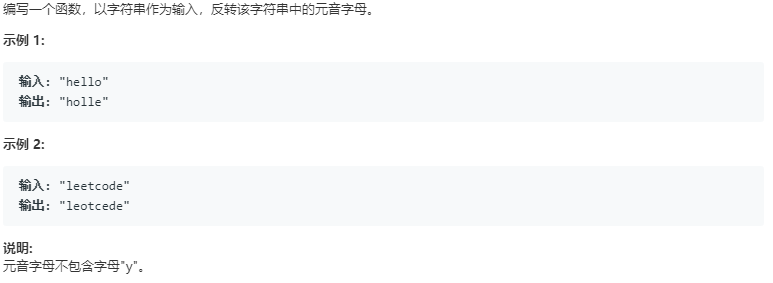 编写一个函数，以字符串作为输入，反转该字符串中的元音字母。
示例 1:
输入: "hello"
输出: "holle"
示例 2:
输入: "leetcode"
输出: "leotcede"
说明:
元音字母不包含字母"y"。